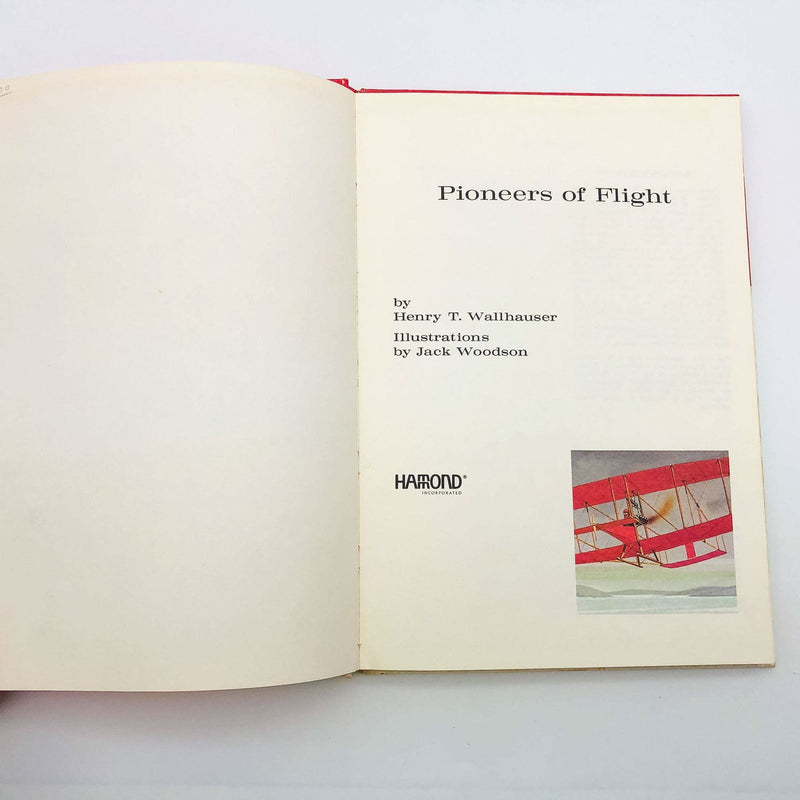 Pioneers of Flight
by
Henry T. Wallhauser
Illustrations
by Jack Woodson
HAMMOND®
INCORPORATED